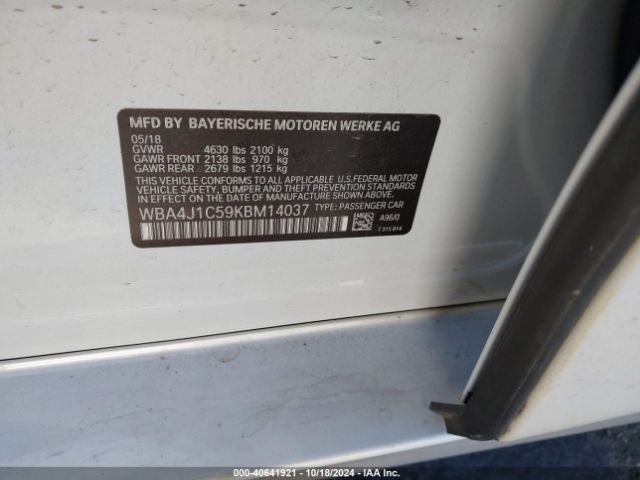 MFD BY BAYERISCHE MOTOREN WERKE AG
05/18
GVWR 4630 lbs 2100 kg
GAWR FRONT 2138 lbs 970 kg
GAWR REAR 2679 lbs 1215 kg
THIS VEHICLE CONFORMS TO ALL APPLICABLE U.S.FEDERAL MOTOR
VEHICLE SAFETY, BUMPER AND THEFT PREVENTION STANDARDS
IN EFFECT ON THE DATE OF MANUFACTURE SHOWN ABOVE.
WBA4J1C59KBM14037 TYPE: PASSENGER CAR
A96/0
T 315 B14
000-40641921 - 10/18/2024 - IAA Inc.